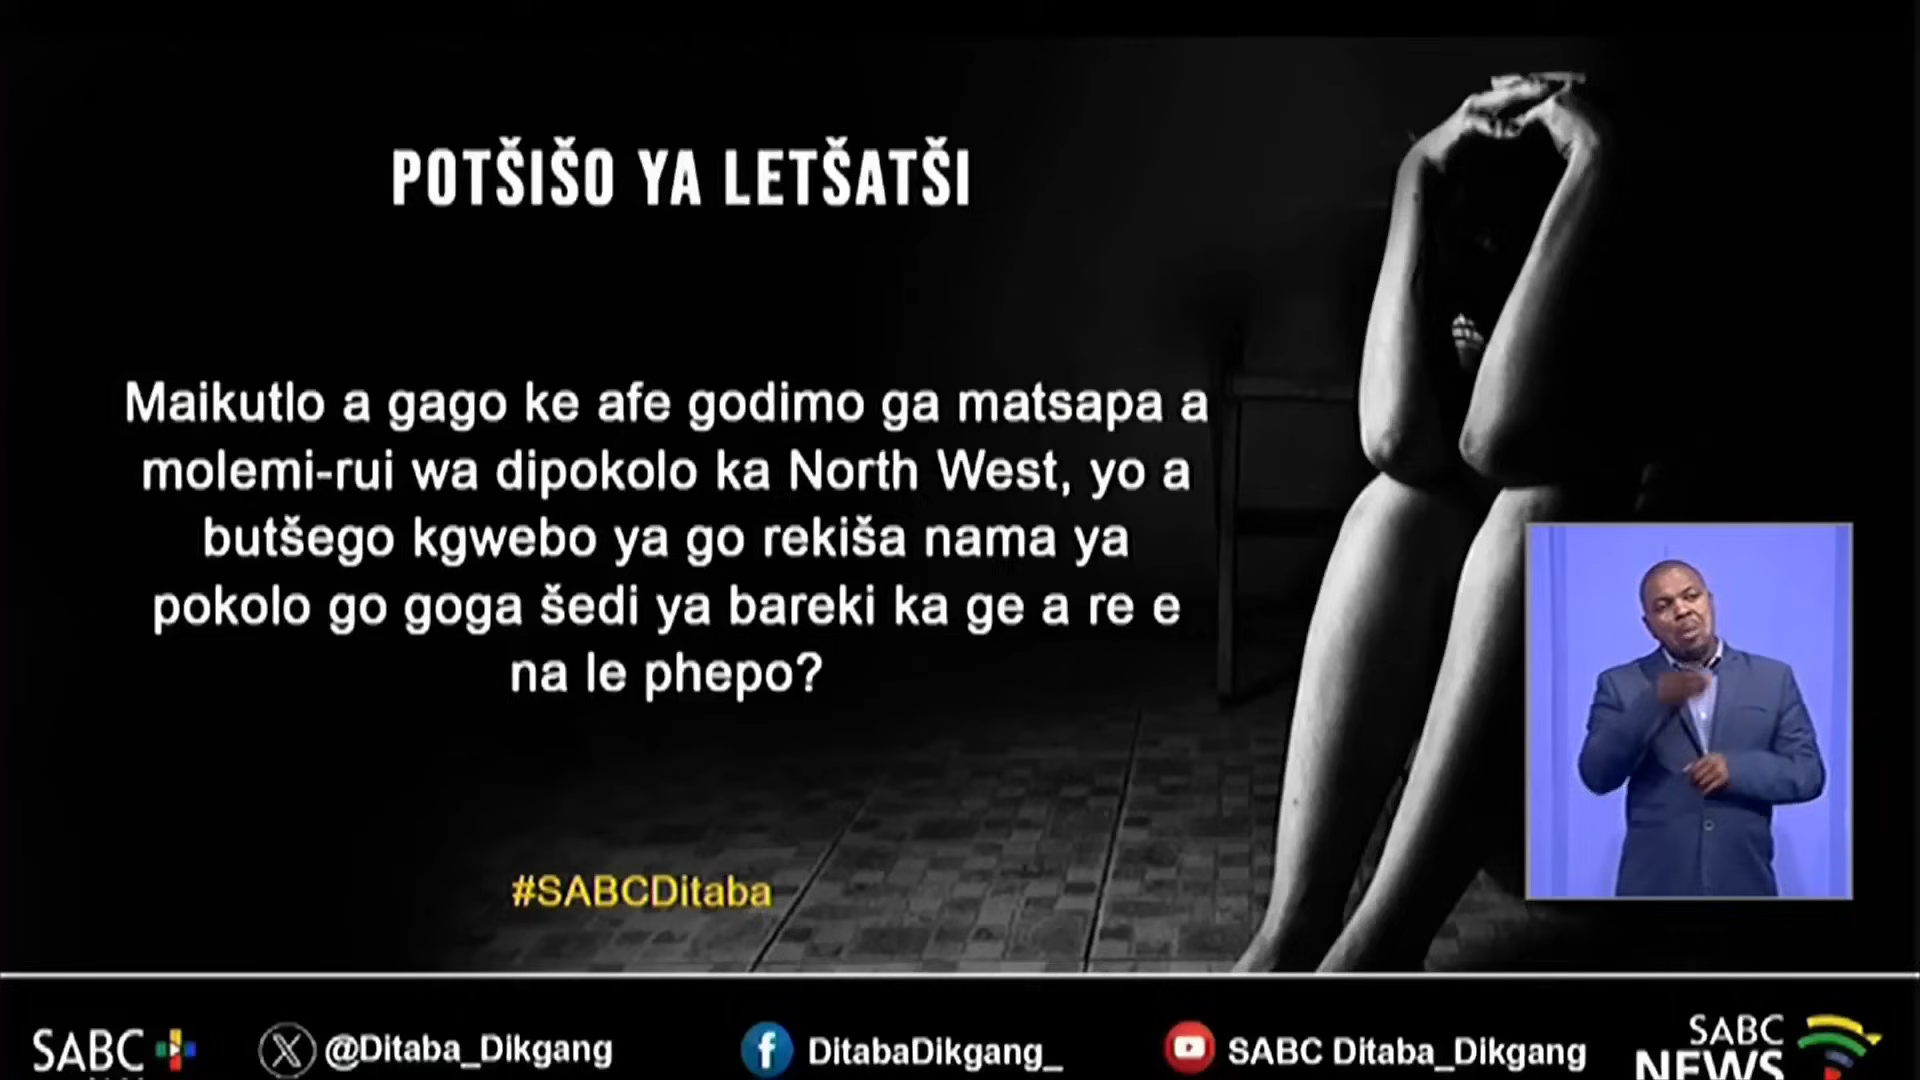 POTŠIŠO YA LETŠATŠI
Maikutlo a gago ke afe godimo ga matsapa a
molemi-rui wa dipokolo ka North West, yo a
butšego kgwebo ya go rekiša nama ya
pokolo go goga šedi ya bareki ka ge a re e
na le phepo?
#SABCDitaba
SABC
@Ditaba_Dikgang
DitabaDikgang_
SABC Ditaba_Dikgang
SABC
NEWS